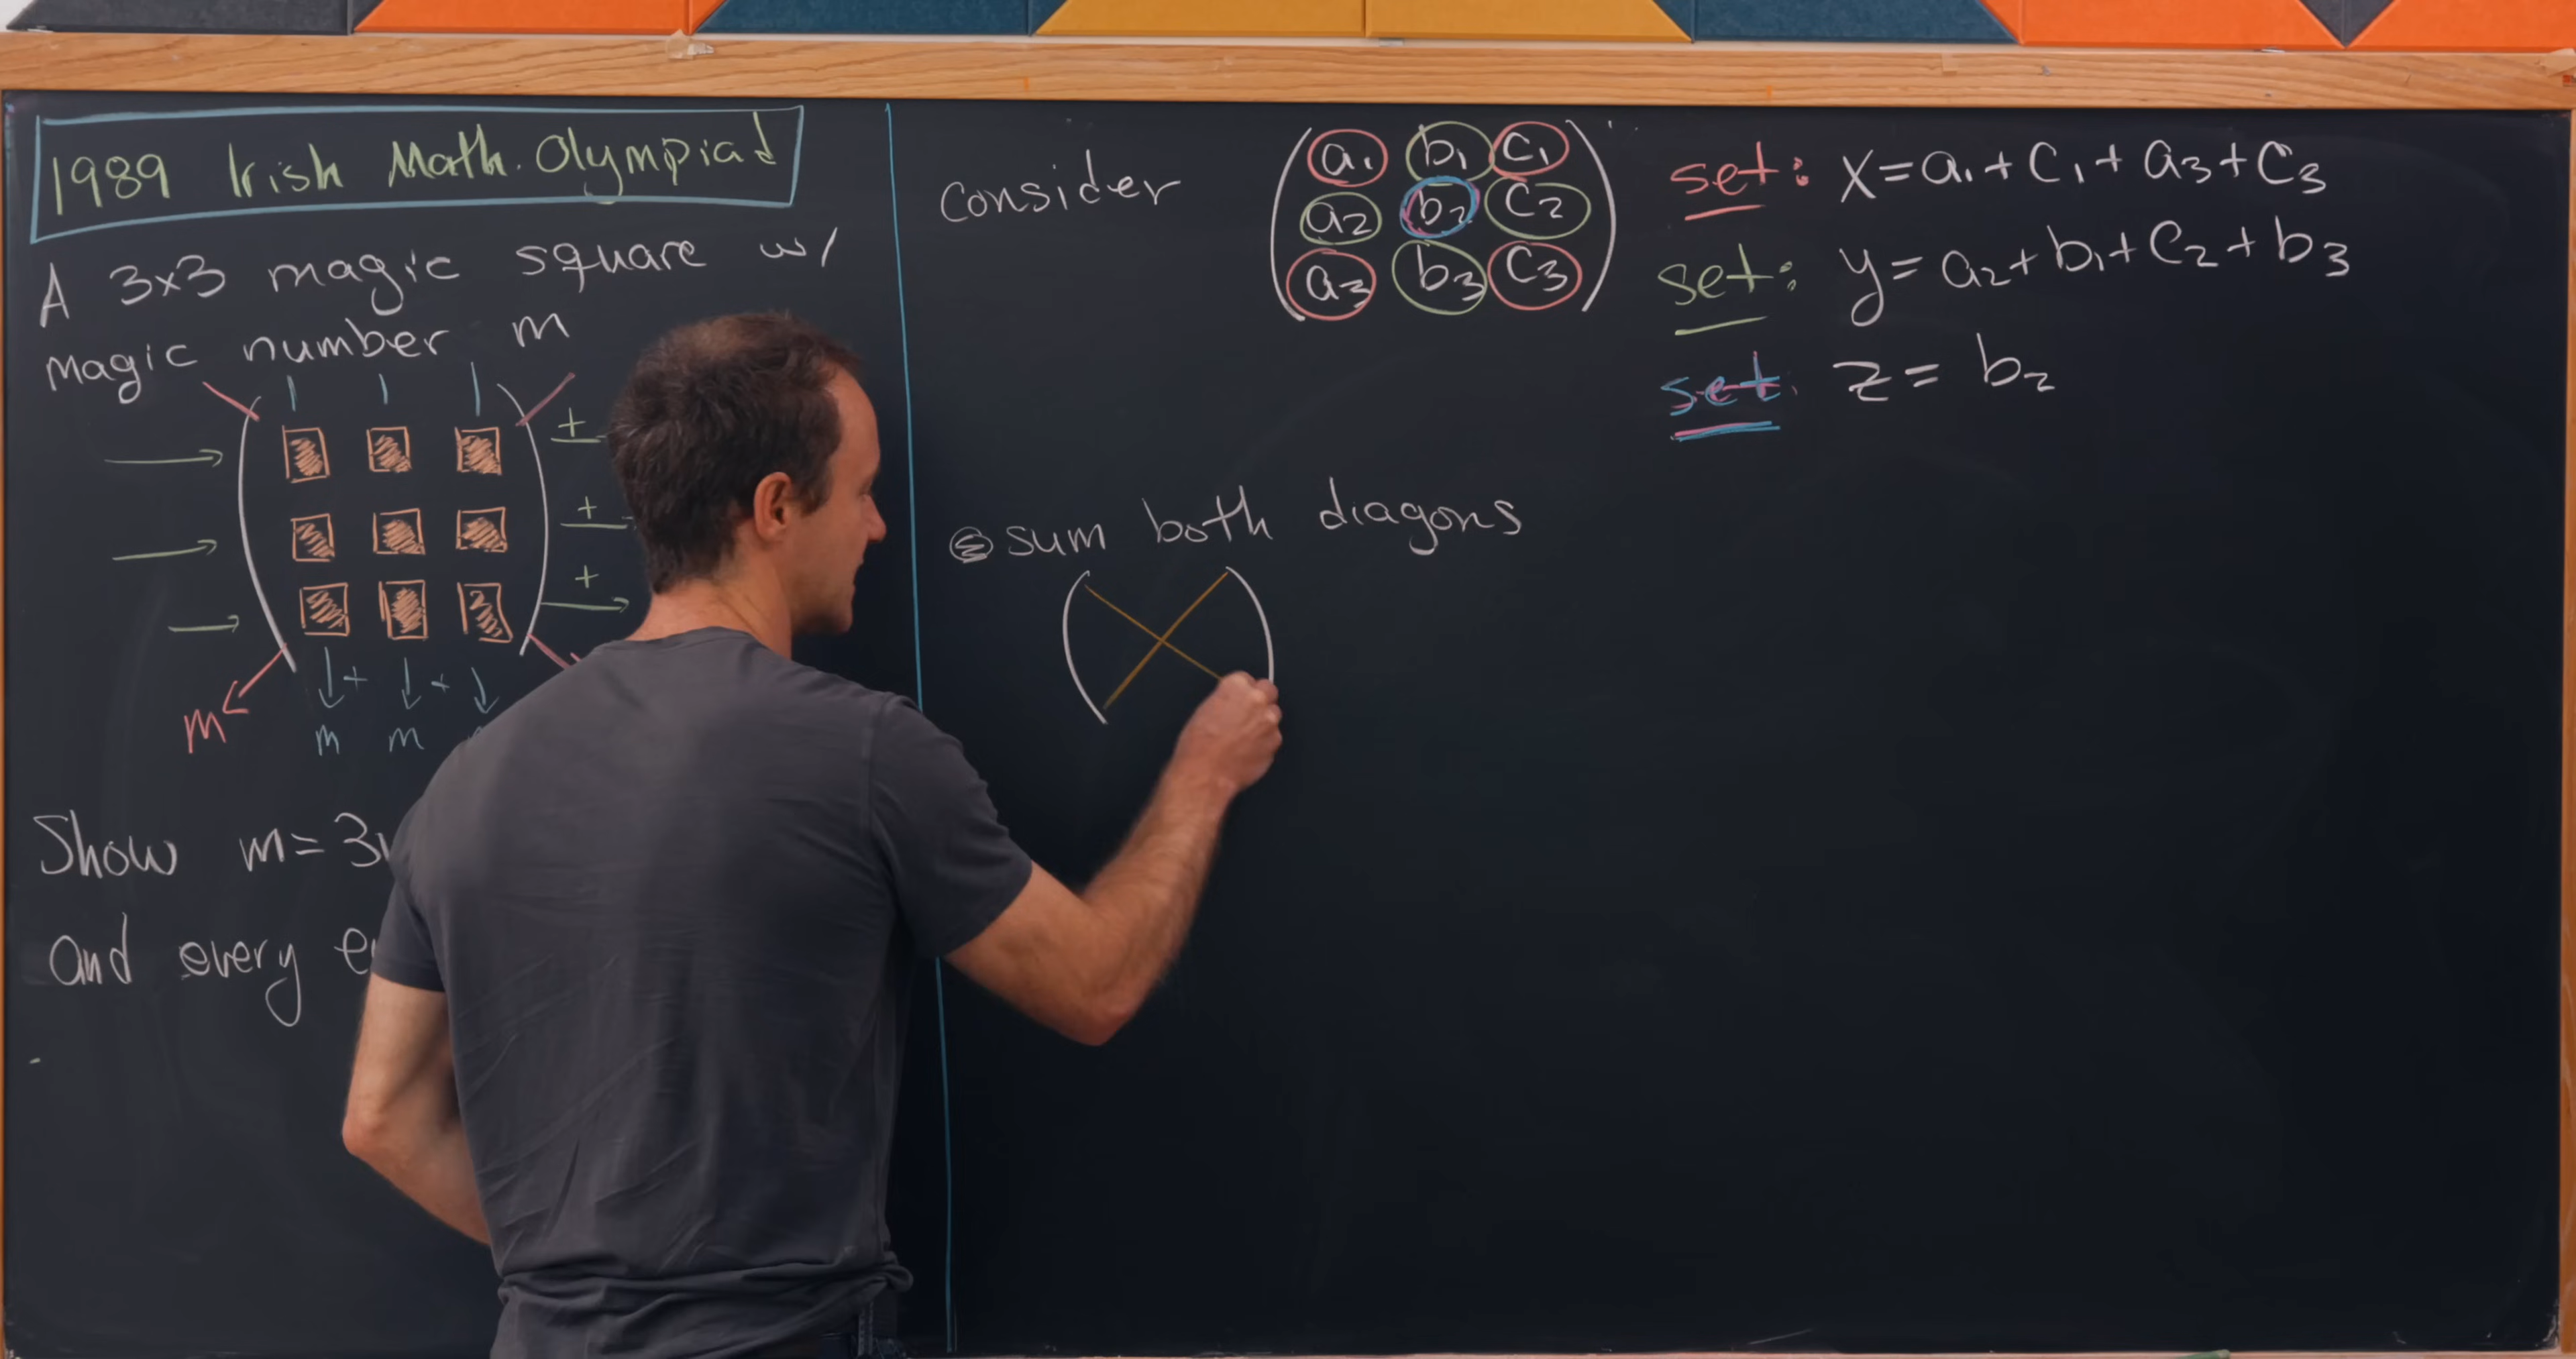 1989 Irish Math. Olympiad
A 3x3 magic square w/
magic number m
+
+
+
m
+ +
m m
Show m=3
and every
consider
a₁ b₁ c₁
a₂ b₂ c₂
a₃ b₃ c₃
set: x=a₁+c₁+a₃+c₃
set: y=a₂+b₁+c₂+b₃
set: z=b₂
sum both diagons